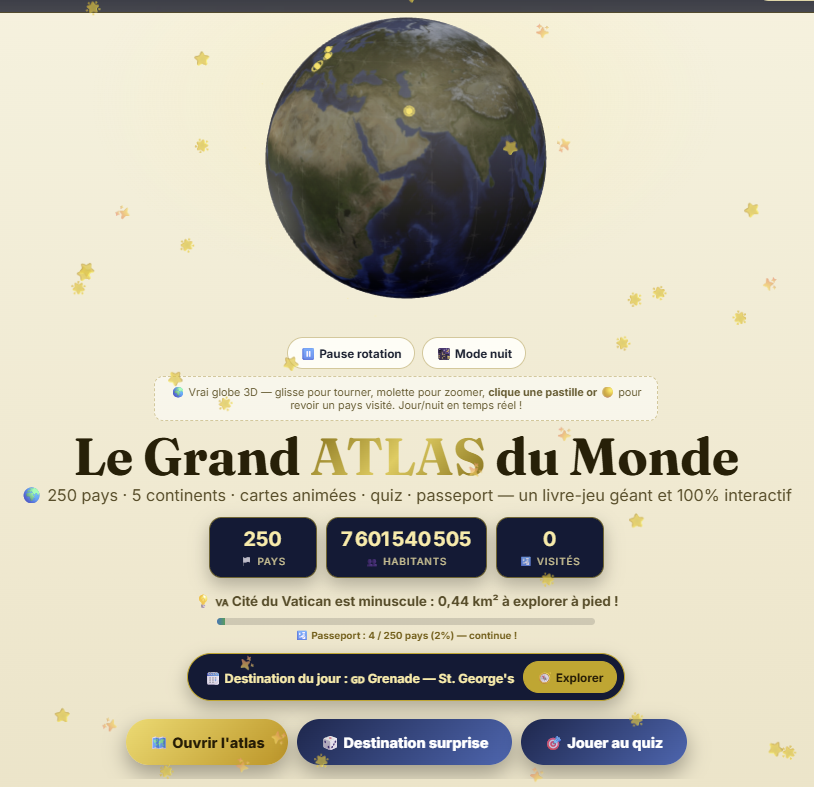 Pause rotation
Mode nuit
Vrai globe 3D — glisse pour tourner, molette pour zoomer, clique une pastille or pour
revoir un pays visité. Jour/nuit en temps réel !
Le Grand ATLAS du Monde
250 pays · 5 continents · cartes animées · quiz · passeport — un livre-jeu géant et 100% interactif
250
PAYS
7 601 540 505
HABITANTS
0
VISITÉS
VA Cité du Vatican est minuscule : 0,44 km² à explorer à pied !
Passeport : 4 / 250 pays (2%) — continue !
Destination du jour : GD Grenade — St. George's
Explorer
Ouvrir l'atlas
Destination surprise
Jouer au quiz